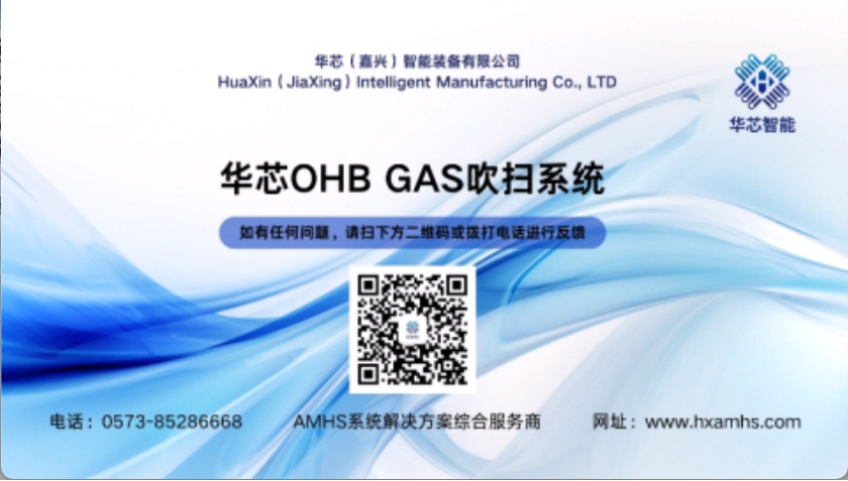 华芯（嘉兴）智能装备有限公司
HuaXin（JiaXing）Intelligent Manufacturing Co., LTD
华芯智能
华芯OHB GAS吹扫系统
如有任何问题，请扫下方二维码或拨打电话进行反馈
电话：0573-85286668
AMHS系统解决方案综合服务商
网址：www.hxamhs.com